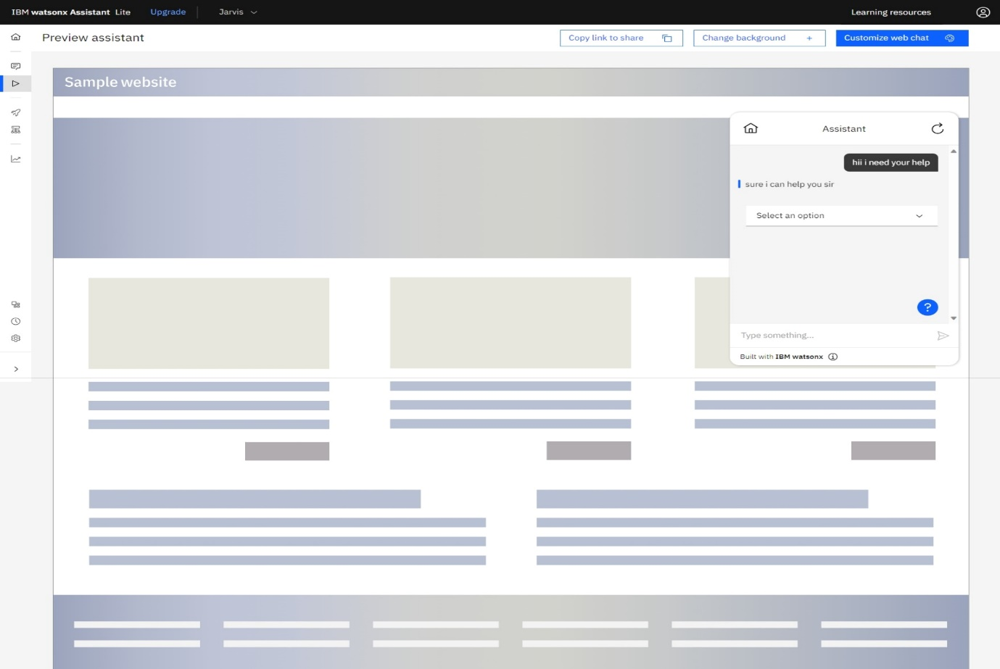 IBM watsonx Assistant Lite Upgrade Jarvis Learning resources
Preview assistant Copy link to share Change background + Customize web chat
Sample website
Assistant
hii i need your help
sure i can help you sir
Select an option
?
Type something...
Built with IBM watsonx